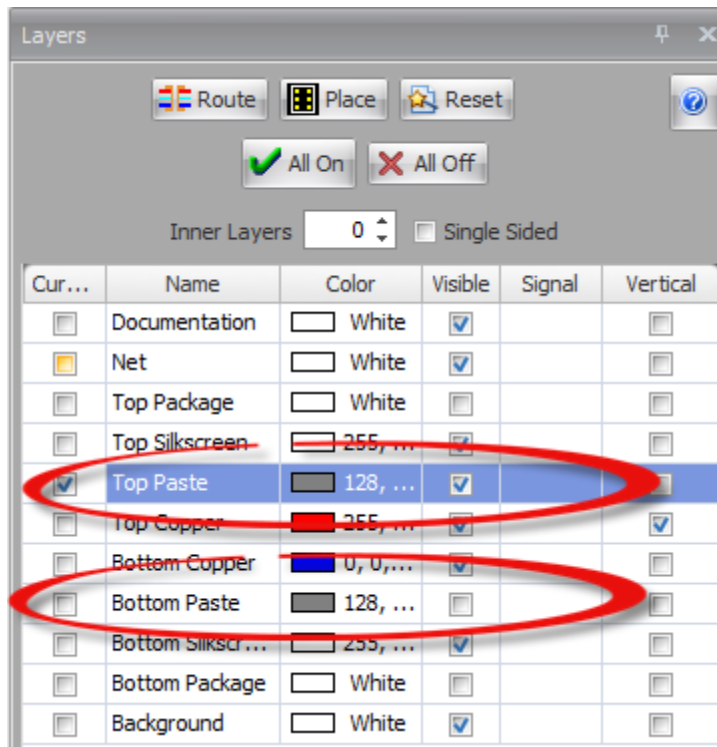 Layers
Route Place Reset
All On All Off
Inner Layers 0 Single Sided
Cur... Name Color Visible Signal Vertical
Documentation White
Net White
Top Package White
Top Silkscreen 255, ...
Top Paste 128, ...
Top Copper 255, ...
Bottom Copper 0, 0,...
Bottom Paste 128, ...
Bottom Silkscr... 255, ...
Bottom Package White
Background White